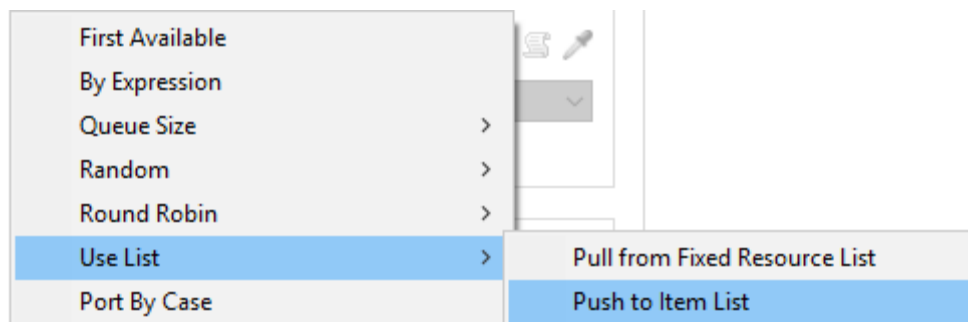 First Available
By Expression
Queue Size
Random
Round Robin
Use List
Pull from Fixed Resource List
Port By Case
Push to Item List